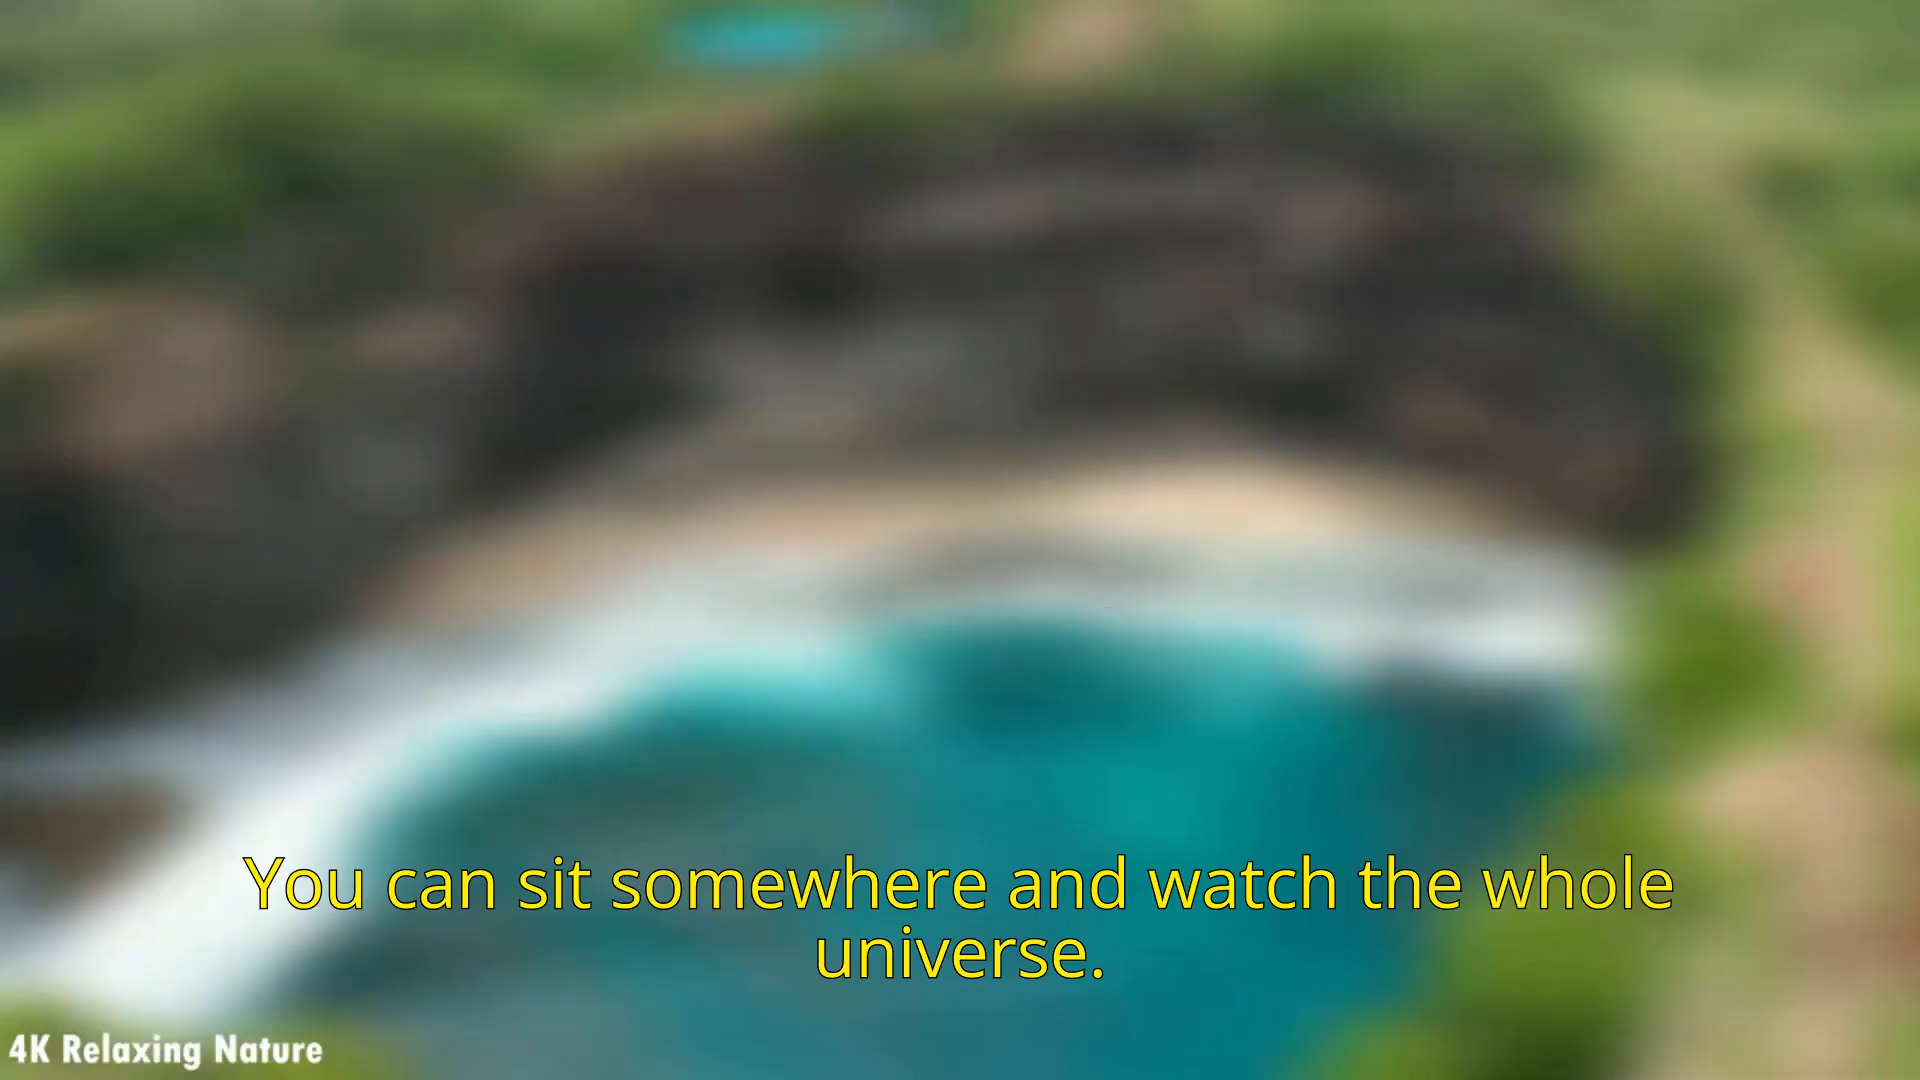 You can sit somewhere and watch the whole
universe.
4K Relaxing Nature